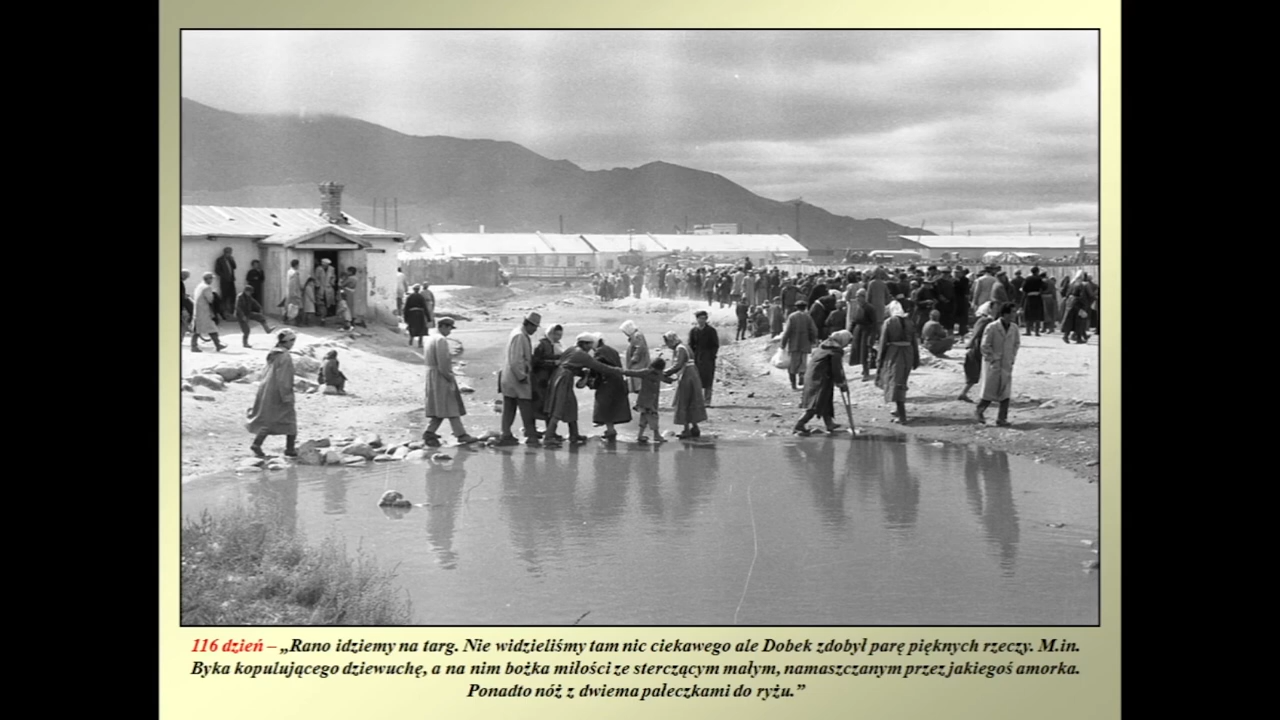 116 dzień – „Rano idziemy na targ. Nie widzieliśmy tam nic ciekawego ale Dobek zdobył parę pięknych rzeczy. M.in.
Byka kopulującego dziewuchę, a na nim bożka miłości ze sterczącym małym, namaszczanym przez jakiegoś amorka.
Ponadto nóż z dwiema pałeczkami do ryżu.”